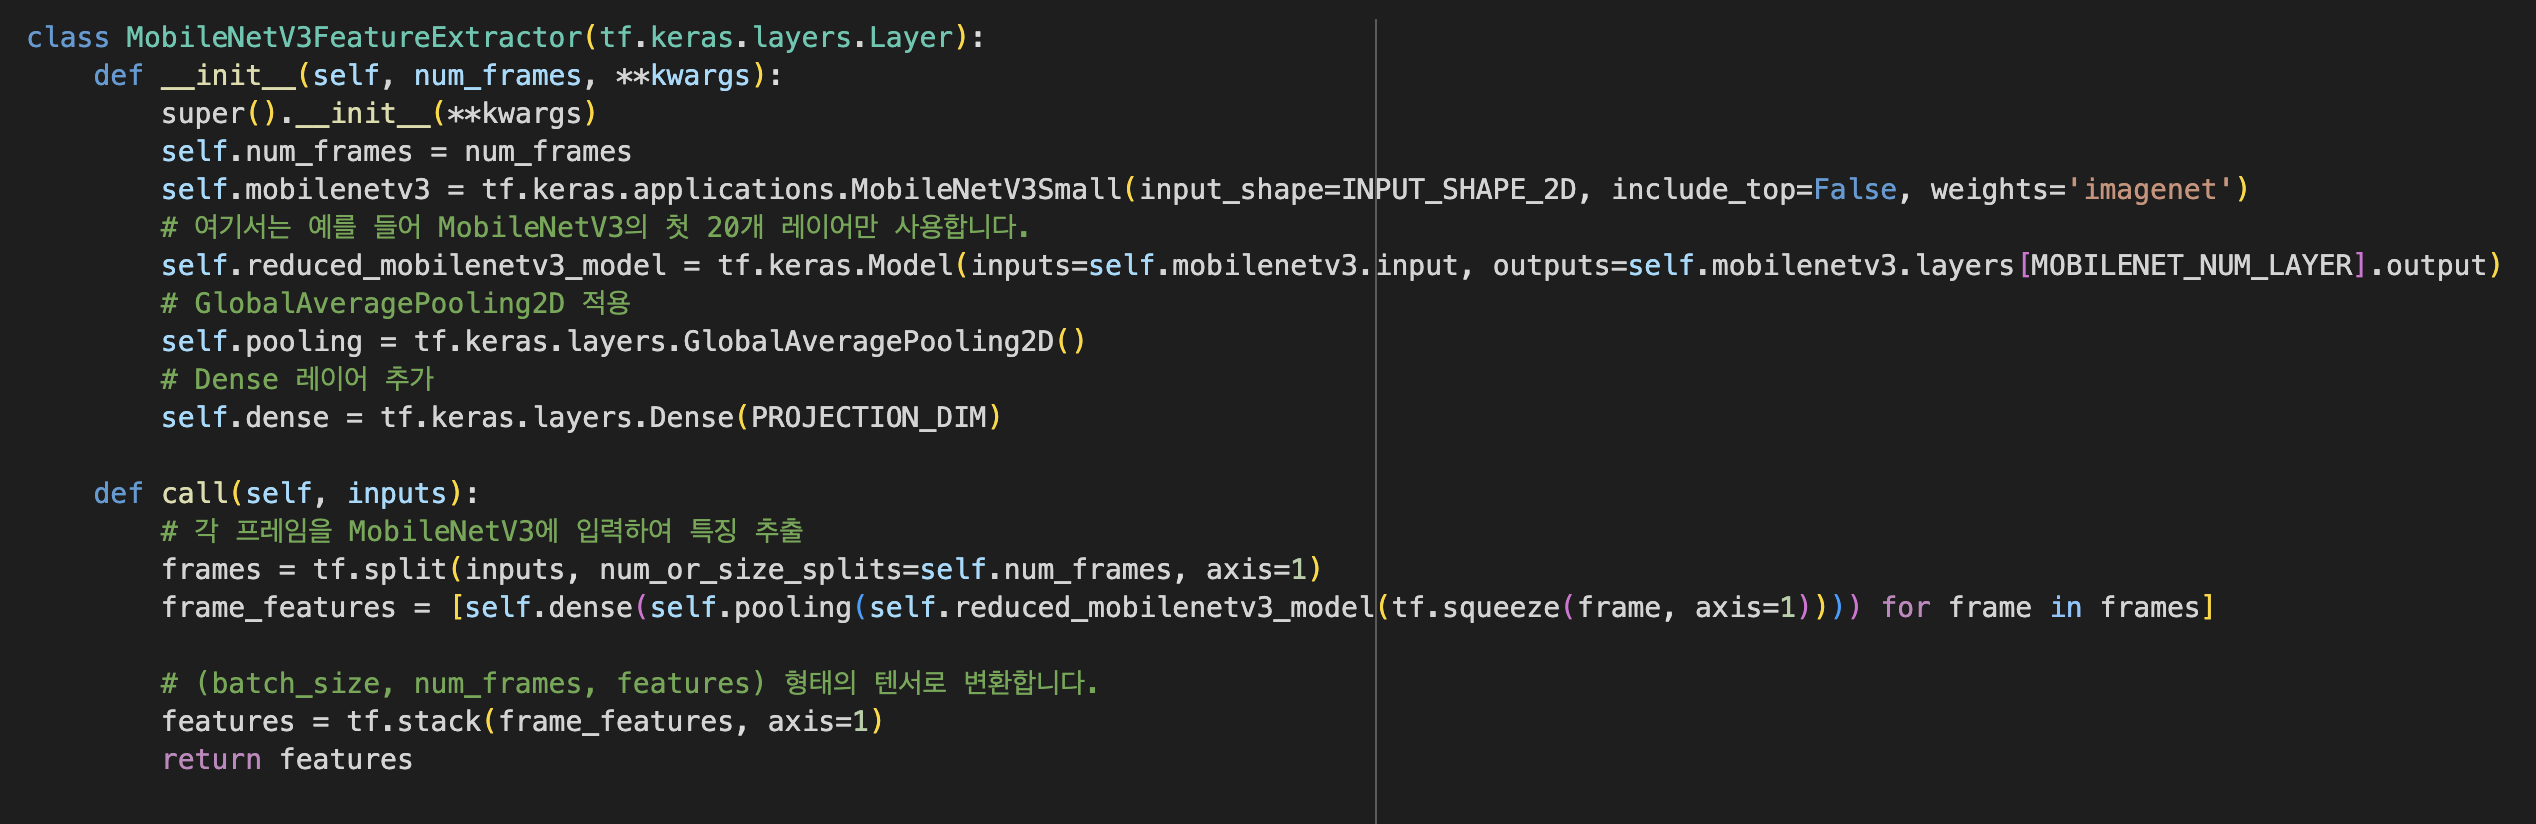 class MobileNetV3FeatureExtractor(tf.keras.layers.Layer):
    def __init__(self, num_frames, **kwargs):
        super().__init__(**kwargs)
        self.num_frames = num_frames
        self.mobilenetv3 = tf.keras.applications.MobileNetV3Small(input_shape=INPUT_SHAPE_2D, include_top=False, weights='imagenet')
        # 여기서는 예를 들어 MobileNetV3의 첫 20개 레이어만 사용합니다.
        self.reduced_mobilenetv3_model = tf.keras.Model(inputs=self.mobilenetv3.input, outputs=self.mobilenetv3.layers[MOBILENET_NUM_LAYER].output)
        # GlobalAveragePooling2D 적용
        self.pooling = tf.keras.layers.GlobalAveragePooling2D()
        # Dense 레이어 추가
        self.dense = tf.keras.layers.Dense(PROJECTION_DIM)

    def call(self, inputs):
        # 각 프레임을 MobileNetV3에 입력하여 특징 추출
        frames = tf.split(inputs, num_or_size_splits=self.num_frames, axis=1)
        frame_features = [self.dense(self.pooling(self.reduced_mobilenetv3_model(tf.squeeze(frame, axis=1)))) for frame in frames]

        # (batch_size, num_frames, features) 형태의 텐서로 변환합니다.
        features = tf.stack(frame_features, axis=1)
        return features